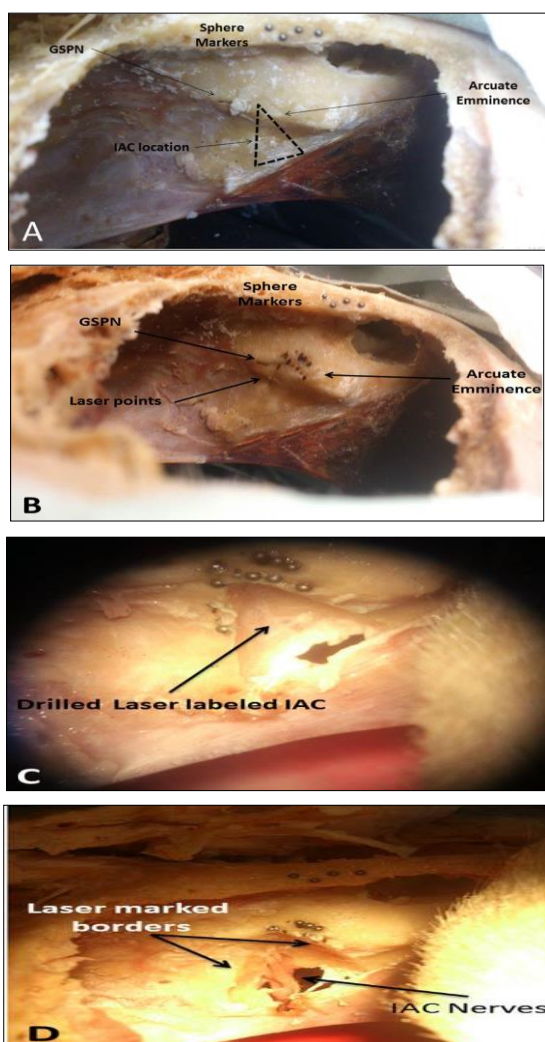 Sphere
Markers
GSPN
Arcuate
Emminence
IAC location
A
Sphere
Markers
GSPN
Arcuate
Emminence
Laser points
B
Drilled Laser labeled IAC
C
Laser marked
borders
IAC Nerves
D